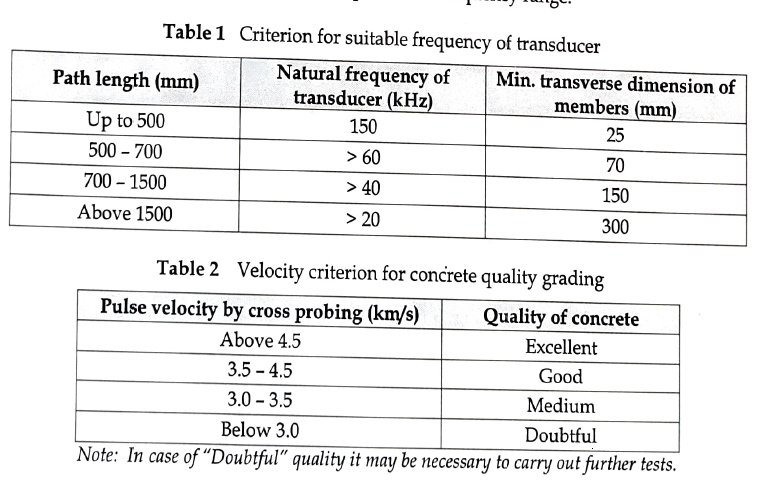 range.
Table 1 Criterion for suitable frequency of transducer
Path length (mm) Natural frequency of transducer (kHz) Min. transverse dimension of members (mm)
Up to 500 150 25
500 – 700 > 60 70
700 – 1500 > 40 150
Above 1500 > 20 300
Table 2 Velocity criterion for concrete quality grading
Pulse velocity by cross probing (km/s) Quality of concrete
Above 4.5 Excellent
3.5 – 4.5 Good
3.0 – 3.5 Medium
Below 3.0 Doubtful
Note: In case of "Doubtful" quality it may be necessary to carry out further tests.